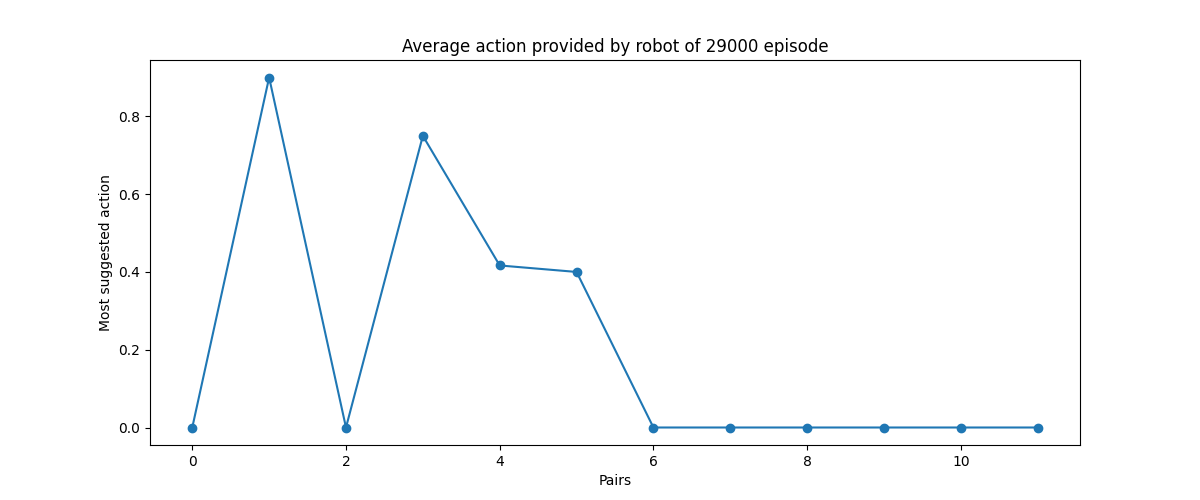 Average action provided by robot of 29000 episode
Most suggested action
0.8
0.6
0.4
0.2
0.0
0 2 4 6 8 10
Pairs